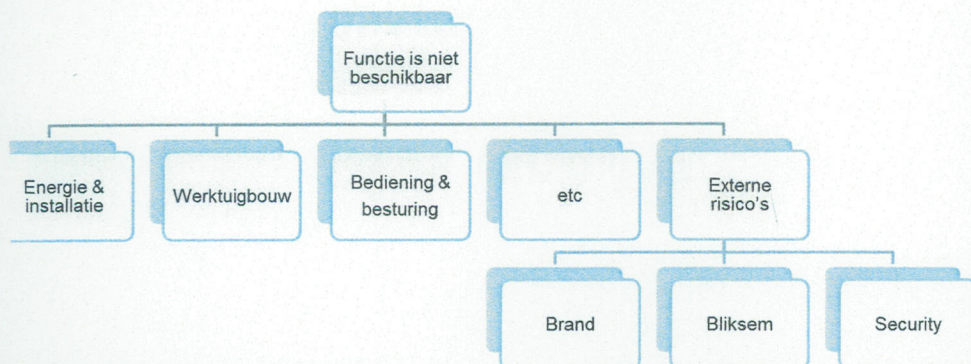 Functie is niet
beschikbaar
Energie &
installatie
Werktuigbouw
Bediening &
besturing
etc
Externe
risico's
Brand
Bliksem
Security